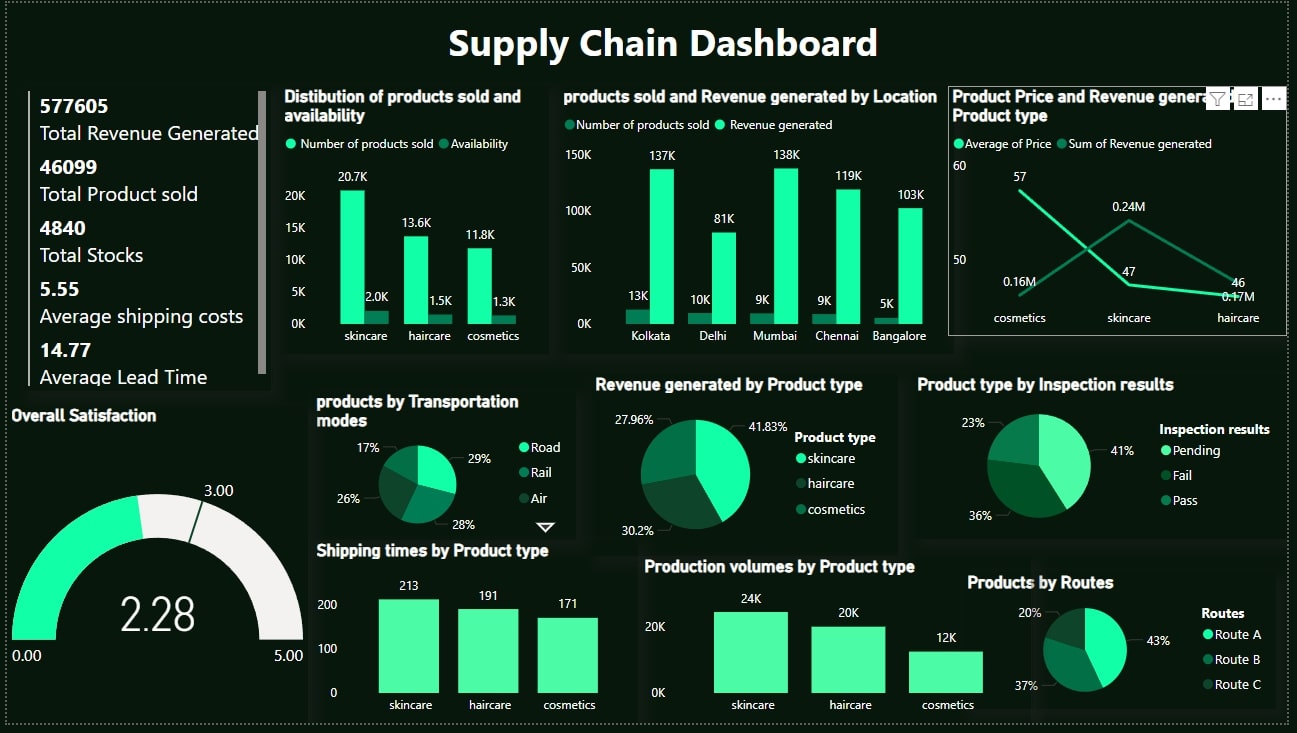 Supply Chain Dashboard
577605
Total Revenue Generated
46099
Total Product sold
4840
Total Stocks
5.55
Average shipping costs
14.77
Average Lead Time
Distibution of products sold and
availability
Number of products sold Availability
20K
15K
10K
5K
0K
20.7K
2.0K
13.6K
1.5K
11.8K
1.3K
skincare haircare cosmetics
products sold and Revenue generated by Location
Number of products sold Revenue generated
150K
100K
50K
0K
13K
137K
10K
81K
9K
138K
9K
119K
5K
103K
Kolkata Delhi Mumbai Chennai Bangalore
Product Price and Revenue genera
Product type
Average of Price Sum of Revenue generated
60
50
57
0.24M
47
0.16M
46
0.17M
cosmetics skincare haircare
Overall Satisfaction
3.00
2.28
0.00
5.00
products by Transportation
modes
17%
29%
26%
28%
Road
Rail
Air
Revenue generated by Product type
27.96%
41.83%
30.2%
Product type
skincare
haircare
cosmetics
Product type by Inspection results
23%
41%
36%
Inspection results
Pending
Fail
Pass
Shipping times by Product type
200
100
0
213
191
171
skincare haircare cosmetics
Production volumes by Product type
20K
0K
24K
20K
12K
skincare haircare cosmetics
Products by Routes
20%
43%
37%
Routes
Route A
Route B
Route C